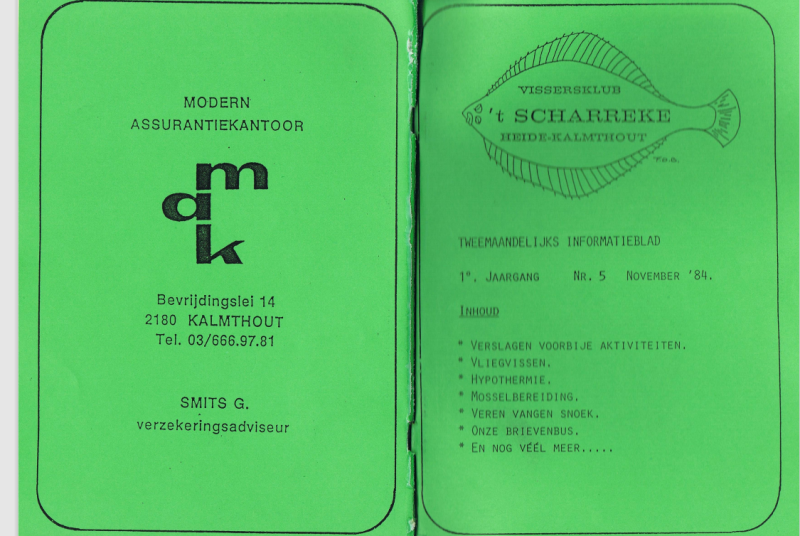 MODERN
ASSURANTIEKANTOOR
m
a
k
Bevrijdingslei 14
2180 KALMTHOUT
Tel. 03/666.97.81
SMITS G.
verzekeringsadviseur
VISSERSKLUB
't SCHARREKE
HEIDE-KALMTHOUT
TWEEMAANDELIJKS INFORMATIEBLAD
1e. JAARGANG NR. 5 NOVEMBER '84.
INHOUD
* VERSLAGEN VOORBIJE AKTIVITEITEN.
* VLIEGVISSEN.
* HYPOTHERMIE.
* MOSSELBEREIDING.
* VEREN VANGEN SNOEK.
* ONZE BRIEVENBUS.
* EN NOG VÉÉL MEER.....